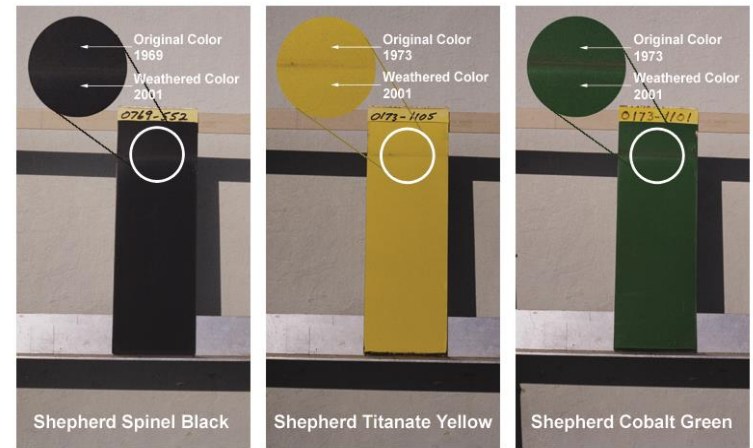 Original Color
1969
Weathered Color
2001
0769-552
Shepherd Spinel Black
Original Color
1973
Weathered Color
2001
0173-1105
Shepherd Titanate Yellow
Original Color
1973
Weathered Color
2001
0173-1101
Shepherd Cobalt Green